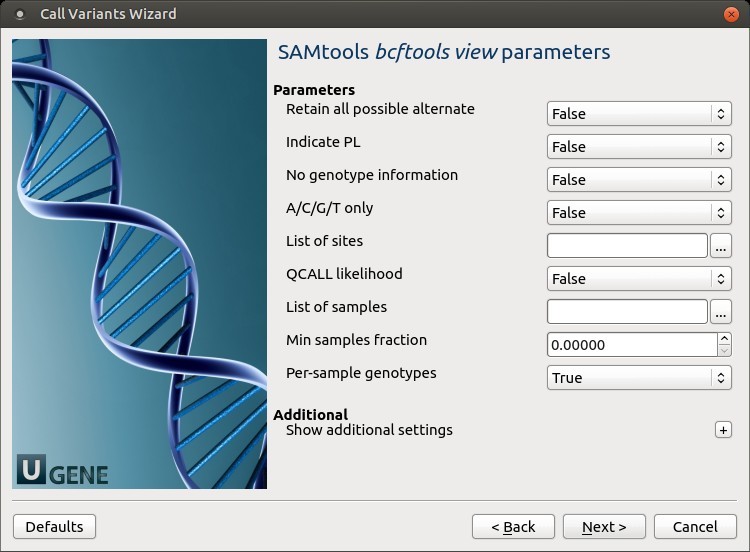 Call Variants Wizard
SAMtools bcftools view parameters
Parameters
Retain all possible alternate False
Indicate PL False
No genotype information False
A/C/G/T only False
List of sites ...
QCALL likelihood False
List of samples ...
Min samples fraction 0.00000
Per-sample genotypes True
Additional
Show additional settings +
U GENE
Defaults < Back Next > Cancel